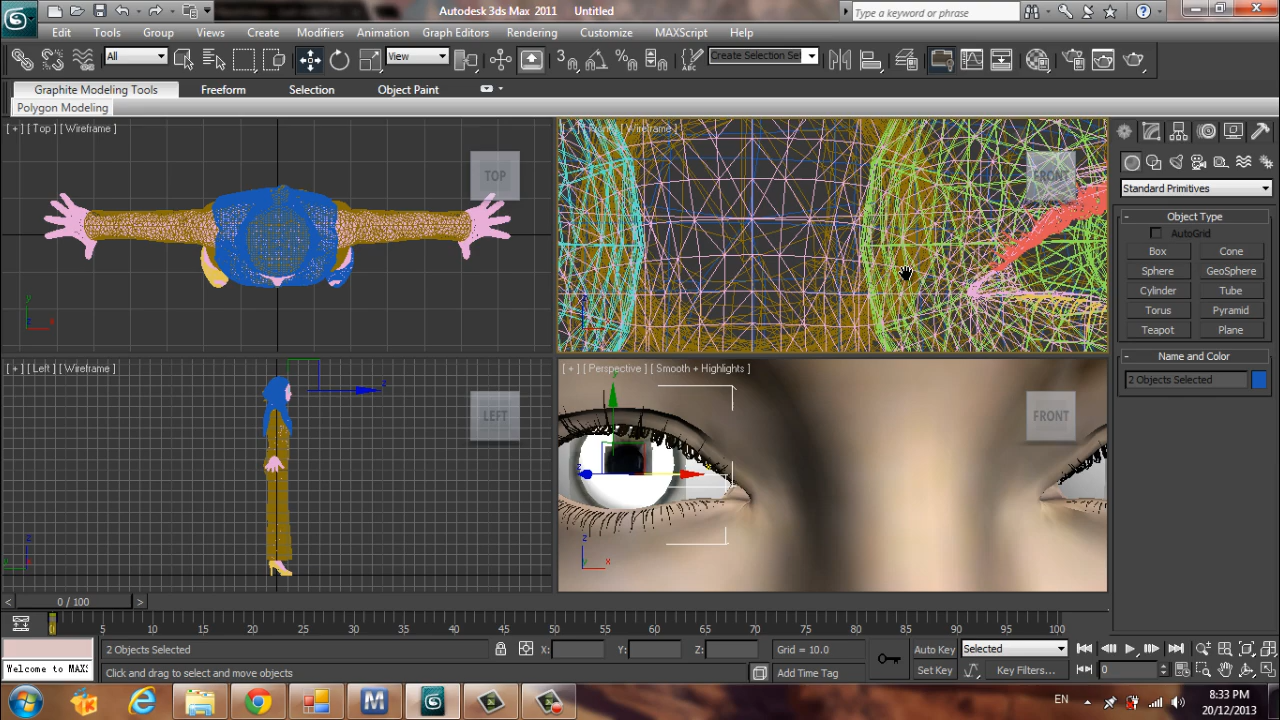 Autodesk 3ds Max 2011 Untitled
Type a keyword or phrase
Edit Tools Group Views Create Modifiers Animation Graph Editors Rendering Customize MAXScript Help
All View Create Selection Se
Graphite Modeling Tools Freeform Selection Object Paint
Polygon Modeling
[ + ] [ Top ] [ Wireframe ]
TOP
[ Wireframe ]
FRONT
Standard Primitives
- Object Type
AutoGrid
Box Cone
Sphere GeoSphere
Cylinder Tube
Torus Pyramid
Teapot Plane
- Name and Color
2 Objects Selected
[ + ] [ Left ] [ Wireframe ]
LEFT
[ + ] [ Perspective ] [ Smooth + Highlights ]
FRONT
< 0 / 100 >
0 5 10 15 20 25 30 35 40 45 50 55 60 65 70 75 80 85 90 95 100
2 Objects Selected X: Y: Z: Grid = 10.0 Auto Key Selected
Welcome to MAXS Click and drag to select and move objects Add Time Tag Set Key Key Filters... 0
EN 8:33 PM
20/12/2013